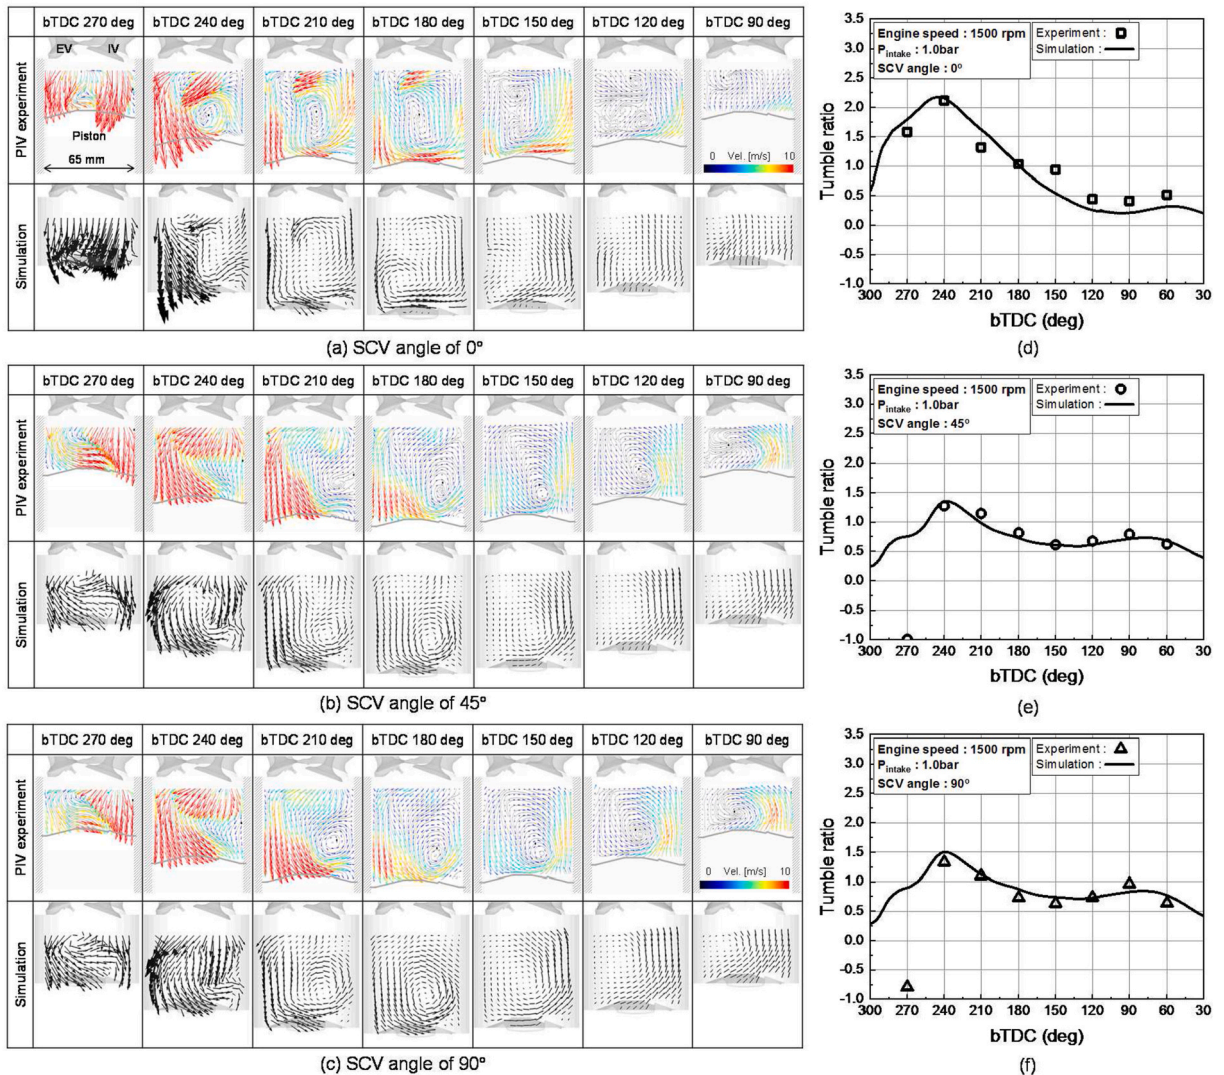 bTDC 270 deg bTDC 240 deg bTDC 210 deg bTDC 180 deg bTDC 150 deg bTDC 120 deg bTDC 90 deg
PIV experiment
EV IV
Piston
65 mm
0 Vel. [m/s] 10
Simulation
(a) SCV angle of 0°
bTDC 270 deg bTDC 240 deg bTDC 210 deg bTDC 180 deg bTDC 150 deg bTDC 120 deg bTDC 90 deg
PIV experiment
Simulation
(b) SCV angle of 45°
bTDC 270 deg bTDC 240 deg bTDC 210 deg bTDC 180 deg bTDC 150 deg bTDC 120 deg bTDC 90 deg
PIV experiment
0 Vel. [m/s] 10
Simulation
(c) SCV angle of 90°
Tumble ratio
3.5
3.0
2.5
2.0
1.5
1.0
0.5
0.0
-0.5
-1.0
Engine speed : 1500 rpm
Pintake : 1.0bar
SCV angle : 0°
Experiment :
Simulation :
300 270 240 210 180 150 120 90 60 30
bTDC (deg)
(d)
Tumble ratio
3.5
3.0
2.5
2.0
1.5
1.0
0.5
0.0
-0.5
-1.0
Engine speed : 1500 rpm
Pintake : 1.0bar
SCV angle : 45°
Experiment :
Simulation :
300 270 240 210 180 150 120 90 60 30
bTDC (deg)
(e)
Tumble ratio
3.5
3.0
2.5
2.0
1.5
1.0
0.5
0.0
-0.5
-1.0
Engine speed : 1500 rpm
Pintake : 1.0bar
SCV angle : 90°
Experiment :
Simulation :
300 270 240 210 180 150 120 90 60 30
bTDC (deg)
(f)